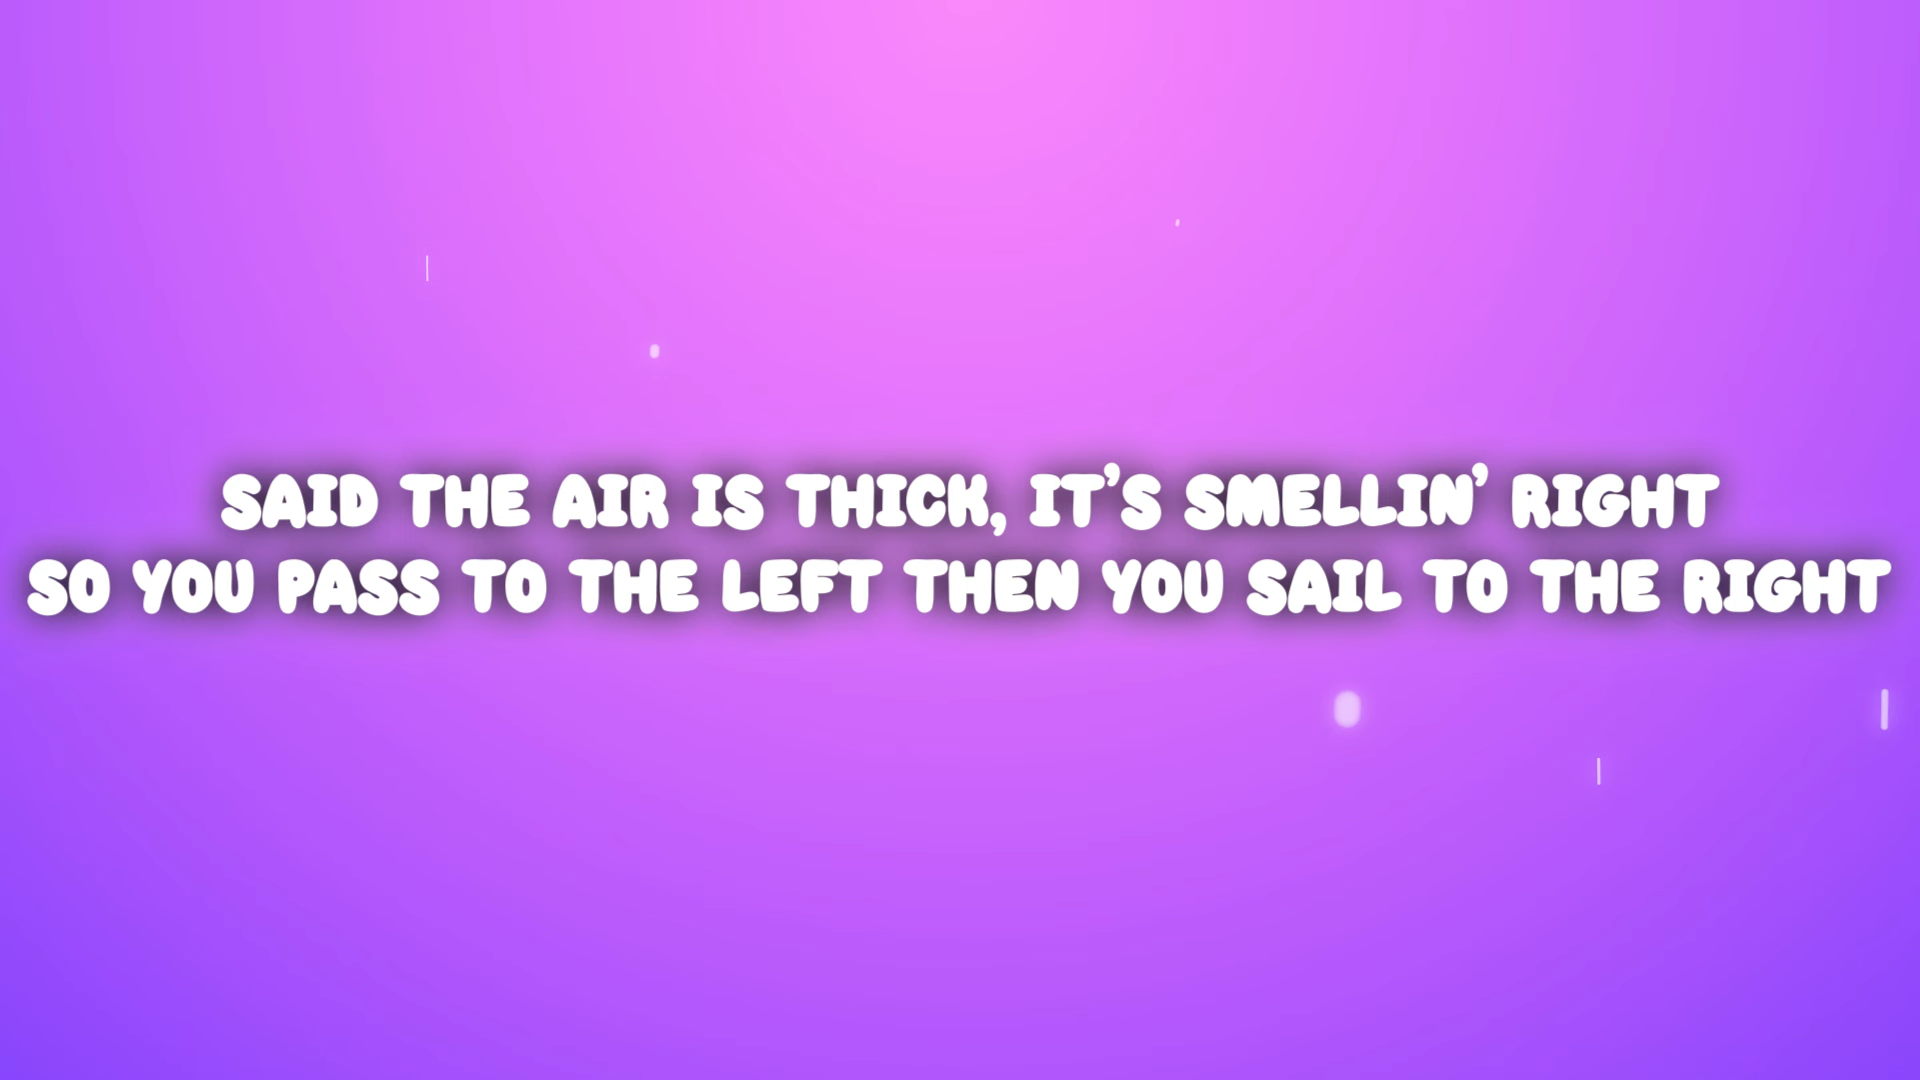 SAID THE AIR IS THICK, IT’S SMELLIN’ RIGHT
SO YOU PASS TO THE LEFT THEN YOU SAIL TO THE RIGHT